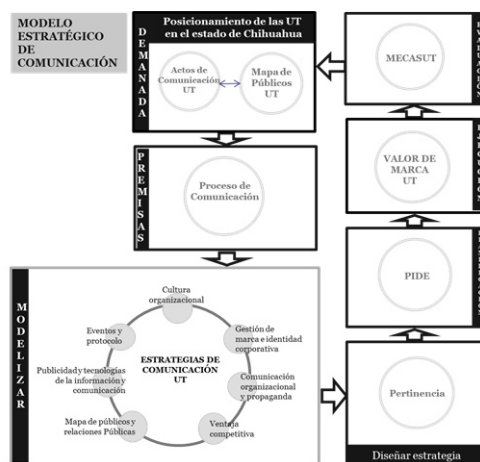 MODELO
ESTRATÉGICO
DE
COMUNICACIÓN
DEMANADA
Posicionamiento de las UT
en el estado de Chihuahua
Actos de
Comunicación
UT
Mapa de
Públicos
UT
PREMISAS
Proceso de
Comunicación
MODELIZAR
Cultura
organizacional
Eventos y
protocolo
Gestión de
marca e identidad
corporativa
ESTRATEGIAS DE
COMUNICACIÓN
UT
Publicidad y tecnologías
de la información y
comunicación
Comunicación
organizacional
y propaganda
Mapa de públicos y
relaciones Públicas
Ventaja
competitiva
MECASUT
VALOR DE
MARCA
UT
PIDE
Pertinencia
Diseñar estrategia